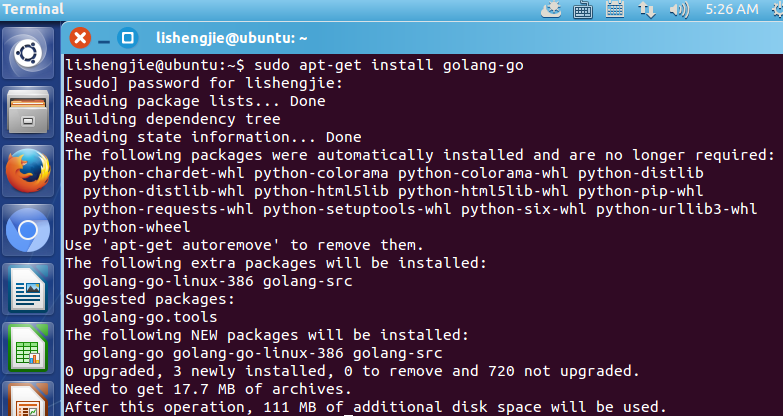 Terminal
5:26 AM
lishengjie@ubuntu: ~
lishengjie@ubuntu:~$ sudo apt-get install golang-go
[sudo] password for lishengjie:
Reading package lists... Done
Building dependency tree
Reading state information... Done
The following packages were automatically installed and are no longer required:
  python-chardet-whl python-colorama python-colorama-whl python-distlib
  python-distlib-whl python-html5lib python-html5lib-whl python-pip-whl
  python-requests-whl python-setuptools-whl python-six-whl python-urllib3-whl
  python-wheel
Use 'apt-get autoremove' to remove them.
The following extra packages will be installed:
  golang-go-linux-386 golang-src
Suggested packages:
  golang-go.tools
The following NEW packages will be installed:
  golang-go golang-go-linux-386 golang-src
0 upgraded, 3 newly installed, 0 to remove and 720 not upgraded.
Need to get 17.7 MB of archives.
After this operation, 111 MB of additional disk space will be used.